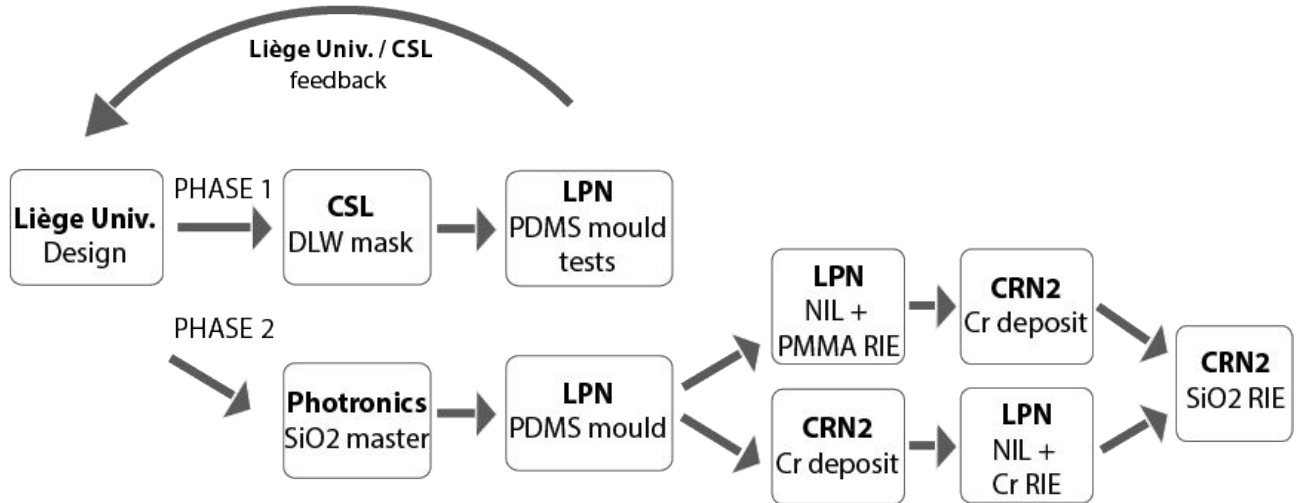 Liège Univ. / CSL
feedback
Liège Univ.
Design
PHASE 1
CSL
DLW mask
LPN
PDMS mould
tests
PHASE 2
Photronics
SiO2 master
LPN
PDMS mould
LPN
NIL +
PMMA RIE
CRN2
Cr deposit
CRN2
Cr deposit
LPN
NIL +
Cr RIE
CRN2
SiO2 RIE